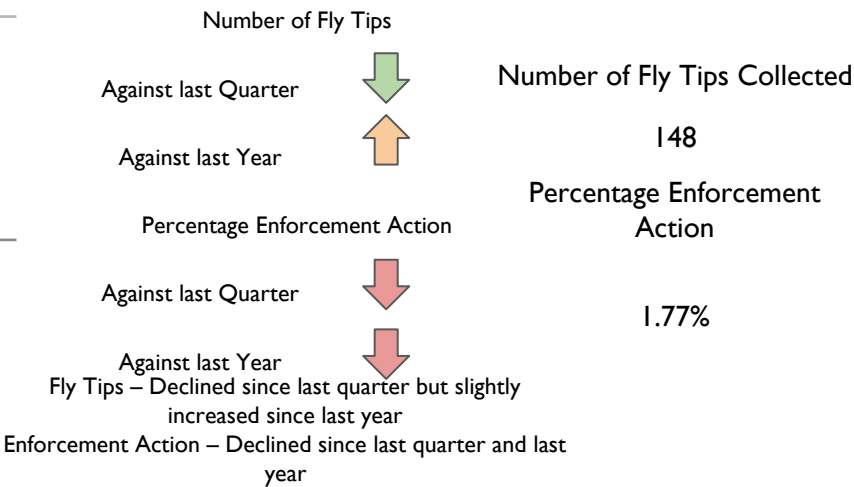 Number of Fly Tips
Against last Quarter
Against last Year
Percentage Enforcement Action
Against last Quarter
Against last Year
Fly Tips – Declined since last quarter but slightly
increased since last year
Enforcement Action – Declined since last quarter and last
year
Number of Fly Tips Collected
148
Percentage Enforcement
Action
1.77%